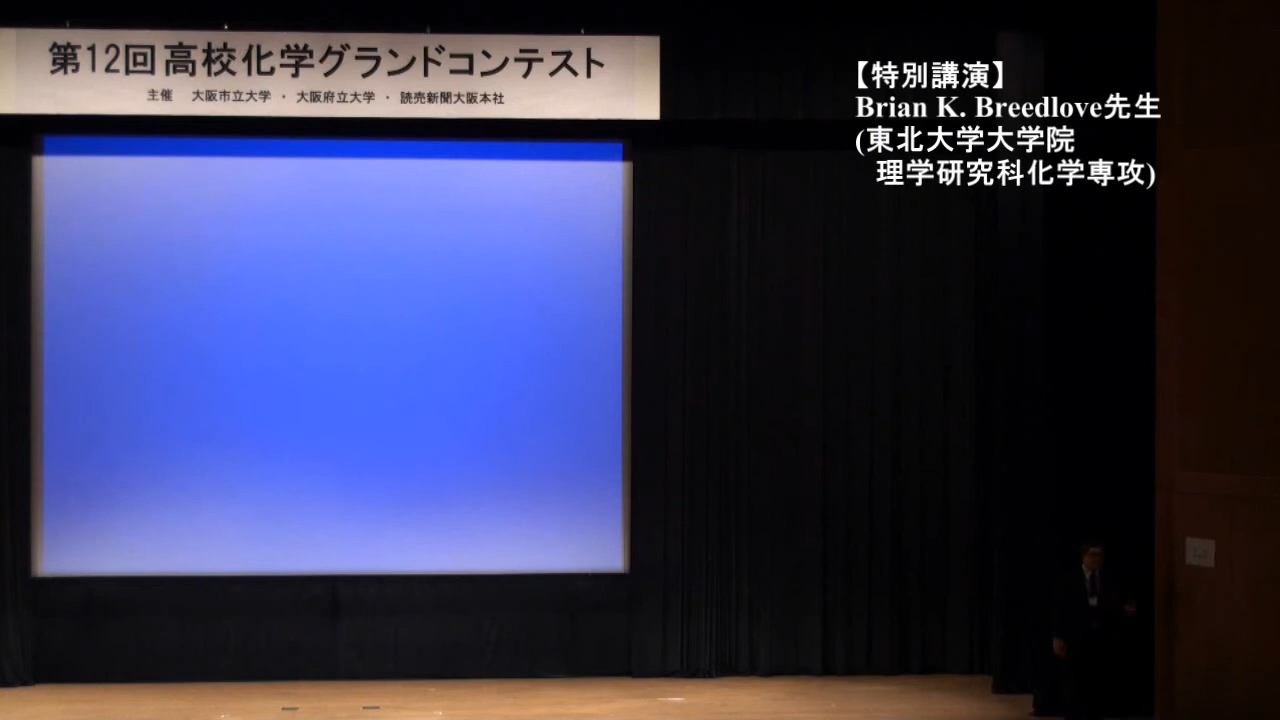 第12回高校化学グランドコンテスト
主催 大阪市立大学 ・ 大阪府立大学 ・ 読売新聞大阪本社
【特別講演】
Brian K. Breedlove先生
(東北大学大学院
理学研究科化学専攻)